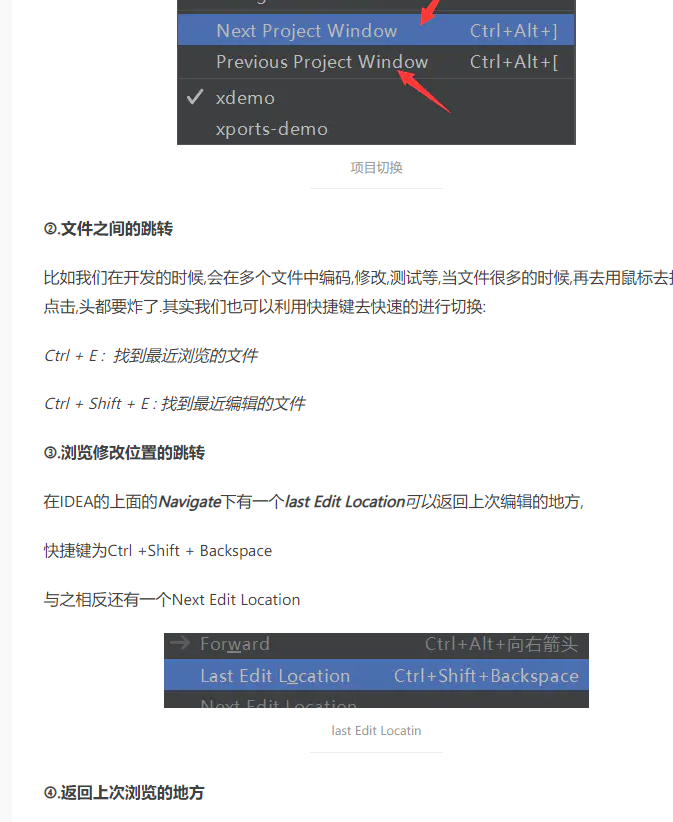 Next Project Window Ctrl+Alt+]
Previous Project Window Ctrl+Alt+[
xdemo
xports-demo
项目切换
②.文件之间的跳转
比如我们在开发的时候,会在多个文件中编码,修改,测试等,当文件很多的时候,再去用鼠标去
点击,头都要炸了.其实我们也可以利用快捷键去快速的进行切换:
Ctrl + E : 找到最近浏览的文件
Ctrl + Shift + E : 找到最近编辑的文件
③.浏览修改位置的跳转
在IDEA的上面的Navigate下有一个last Edit Location可以返回上次编辑的地方,
快捷键为Ctrl +Shift + Backspace
与之相反还有一个Next Edit Location
Forward Ctrl+Alt+向右箭头
Last Edit Location Ctrl+Shift+Backspace
Next Edit Location
last Edit Locatin
④.返回上次浏览的地方